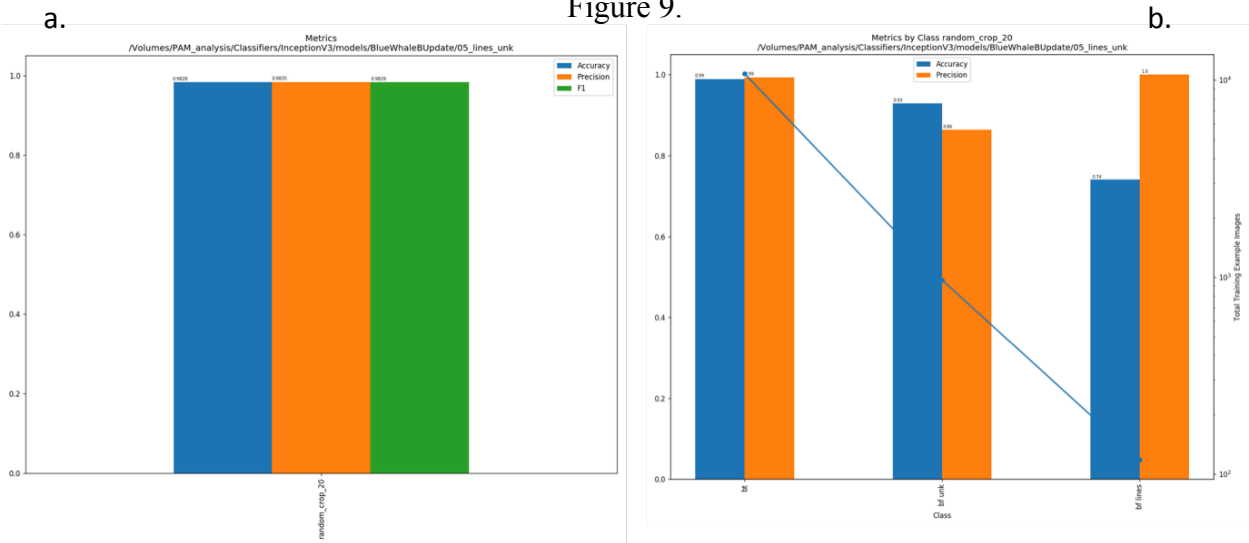 Figure 9.
a.
Metrics
/Volumes/PAM_analysis/Classifiers/InceptionV3/models/BlueWhaleBUpdate/05_lines_unk
Accuracy
Precision
F1
0.9828
0.9835
0.9829
1.0
0.8
0.6
0.4
0.2
0.0
random_crop_20
b.
Metrics by Class random_crop_20
/Volumes/PAM_analysis/Classifiers/InceptionV3/models/BlueWhaleBUpdate/05_lines_unk
Accuracy
Precision
0.99
0.99
0.93
0.86
0.74
1.0
1.0
0.8
0.6
0.4
0.2
0.0
10⁴
10³
10²
Total Training Example Images
bt
bf unk
bf lines
Class